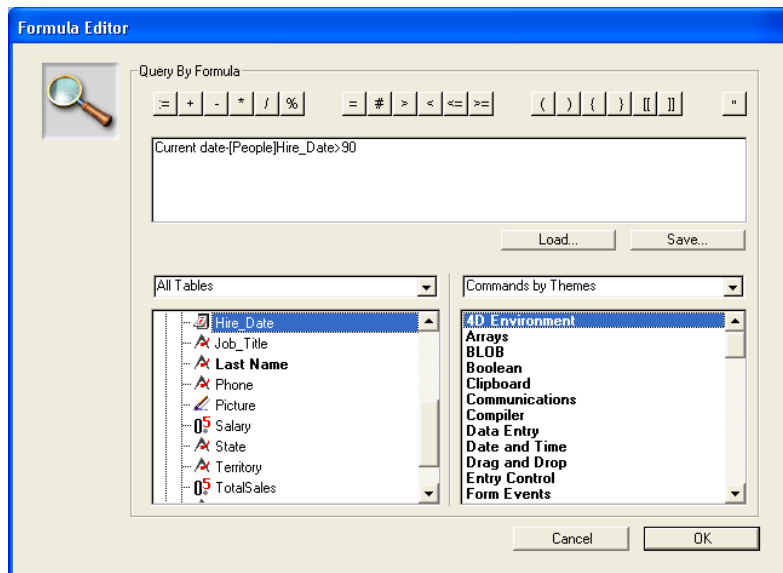 Formula Editor
Query By Formula
:= + - * / % = # > < <= >= ( ) { } [[ ]] "
Current date-[People]Hire_Date>90
Load... Save...
All Tables Commands by Themes
Hire_Date 4D Environment
Job_Title Arrays
Last Name BLOB
Phone Boolean
Picture Clipboard
Salary Communications
State Compiler
Territory Data Entry
TotalSales Date and Time
Drag and Drop
Entry Control
Form Events
Cancel OK